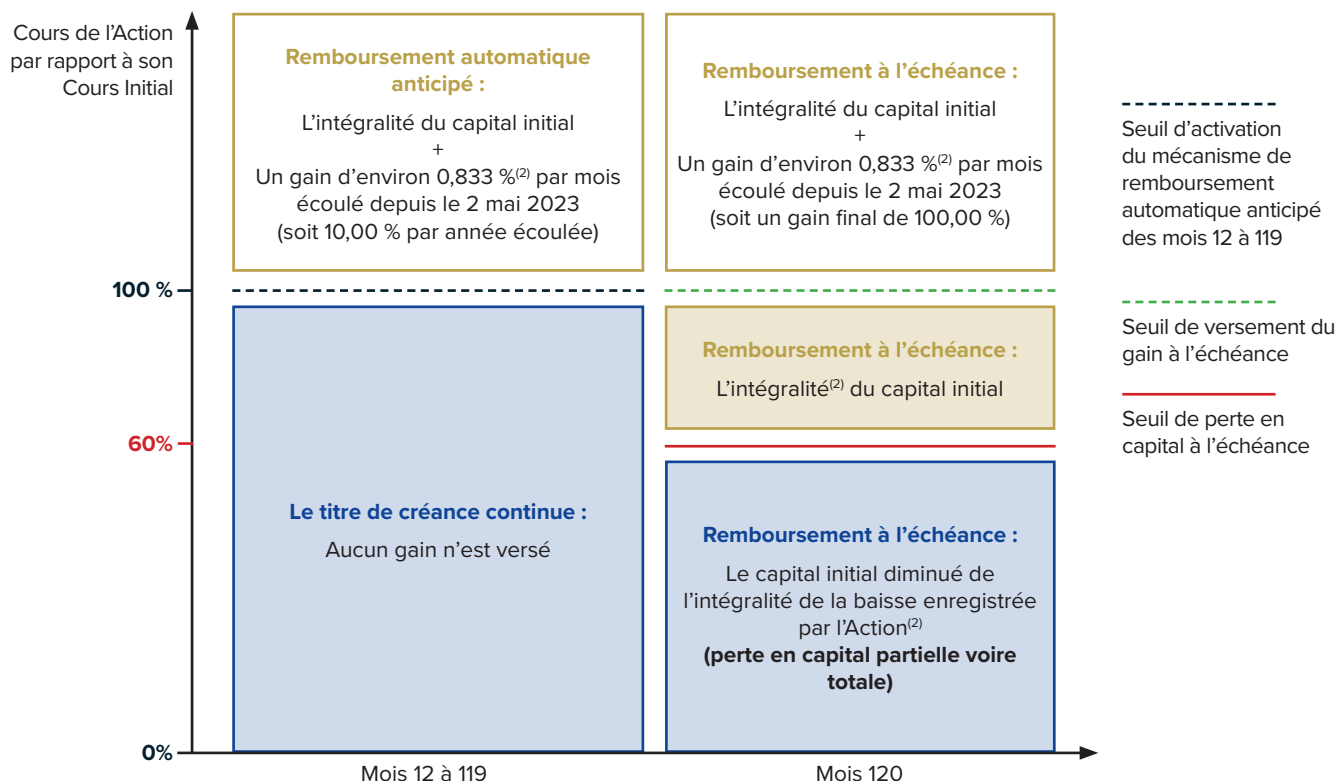 Cours de l’Action
par rapport à son
Cours Initial
Remboursement automatique
anticipé :
L’intégralité du capital initial
+
Un gain d’environ 0,833 %(2) par mois
écoulé depuis le 2 mai 2023
(soit 10,00 % par année écoulée)
Remboursement à l’échéance :
L’intégralité du capital initial
+
Un gain d’environ 0,833 %(2) par mois
écoulé depuis le 2 mai 2023
(soit un gain final de 100,00 %)
Seuil d’activation
du mécanisme de
remboursement
automatique anticipé
des mois 12 à 119
100 %
Seuil de versement du
gain à l’échéance
Remboursement à l’échéance :
L’intégralité(2) du capital initial
Seuil de perte en
capital à l’échéance
60%
Le titre de créance continue :
Aucun gain n’est versé
Remboursement à l’échéance :
Le capital initial diminué de
l’intégralité de la baisse enregistrée
par l’Action(2)
(perte en capital partielle voire
totale)
0%
Mois 12 à 119
Mois 120